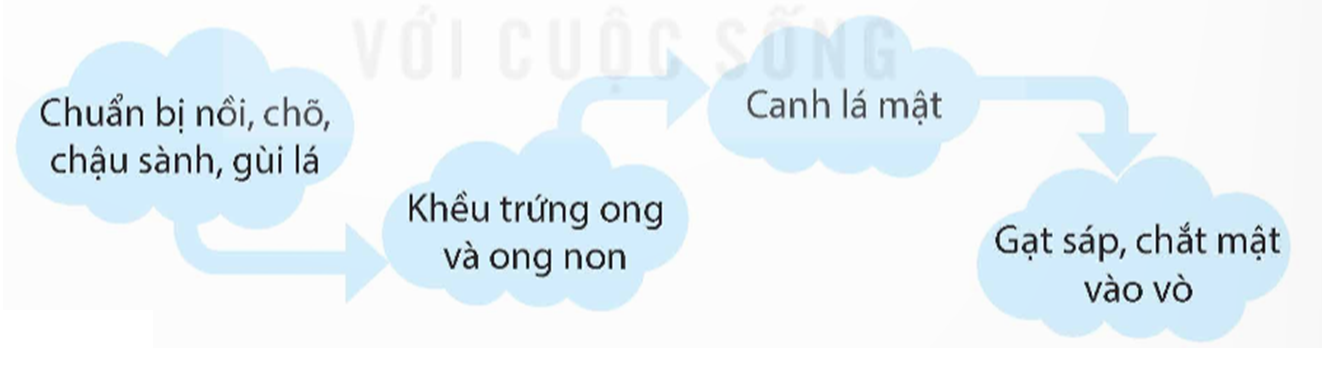 VỚI CUỘC SỐNG
Chuẩn bị nồi, chõ,
chậu sành, gùi lá
Khều trứng ong
và ong non
Canh lá mật
Gạt sáp, chắt mật
vào vò